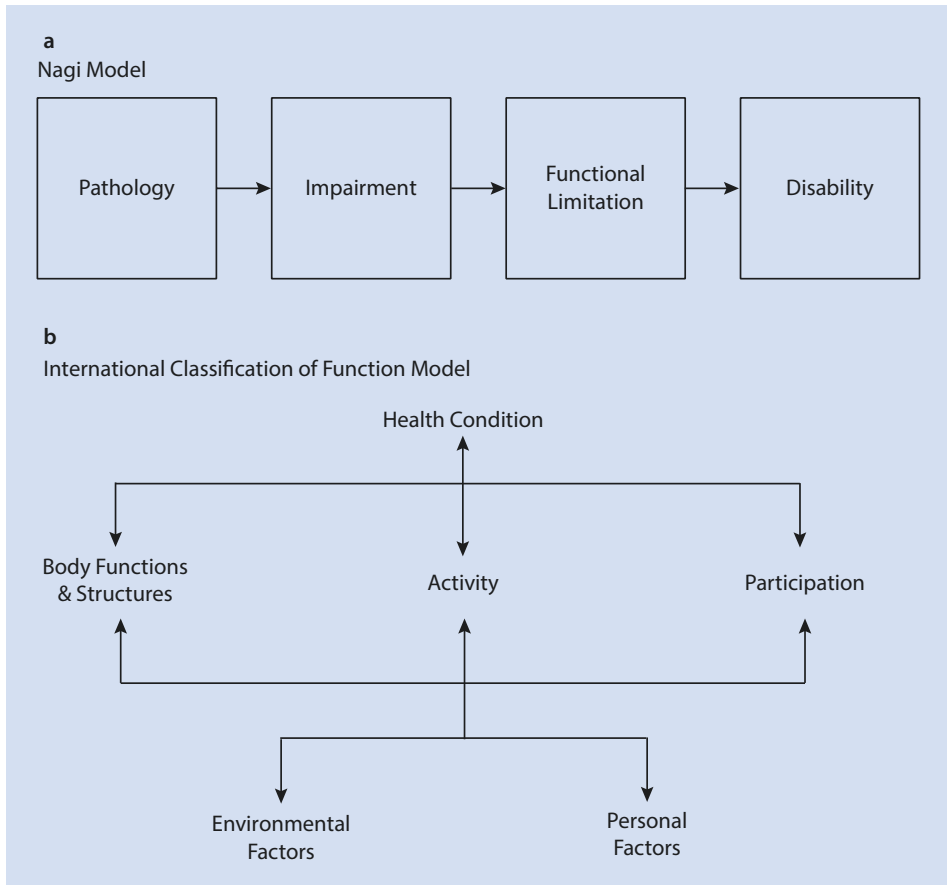 a
Nagi Model
Pathology
Impairment
Functional
Limitation
Disability
b
International Classification of Function Model
Health Condition
Body Functions
& Structures
Activity
Participation
Environmental
Factors
Personal
Factors